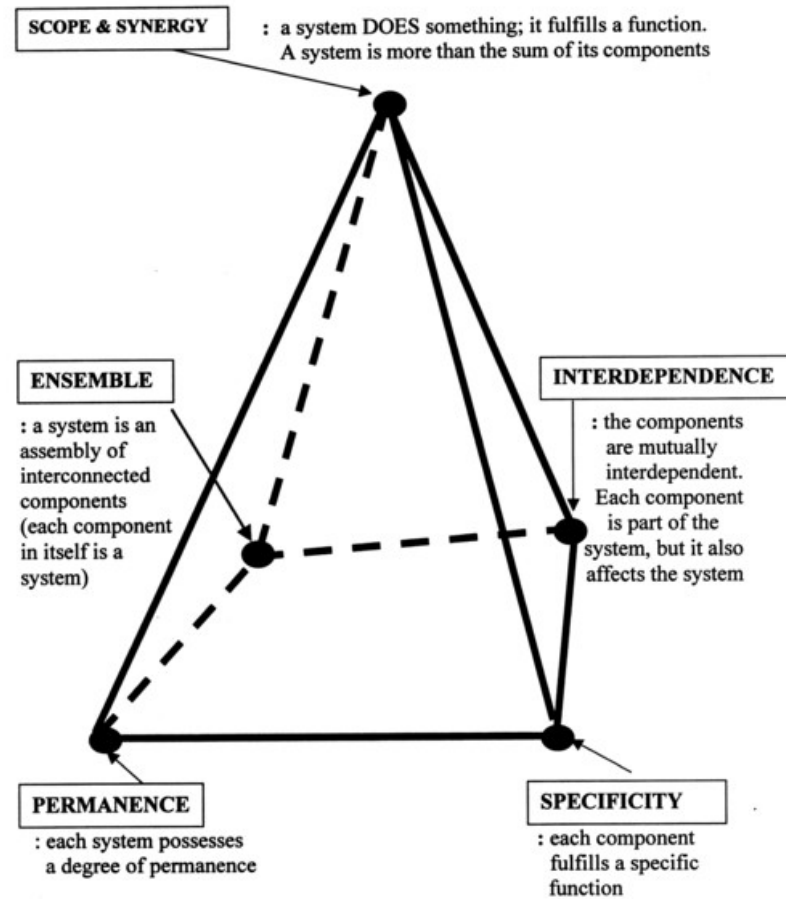 SCOPE & SYNERGY
: a system DOES something; it fulfills a function.
A system is more than the sum of its components
ENSEMBLE
: a system is an
assembly of
interconnected
components
(each component
in itself is a
system)
INTERDEPENDENCE
: the components
are mutually
interdependent.
Each component
is part of the
system, but it also
affects the system
PERMANENCE
: each system possesses
a degree of permanence
SPECIFICITY
: each component
fulfills a specific
function